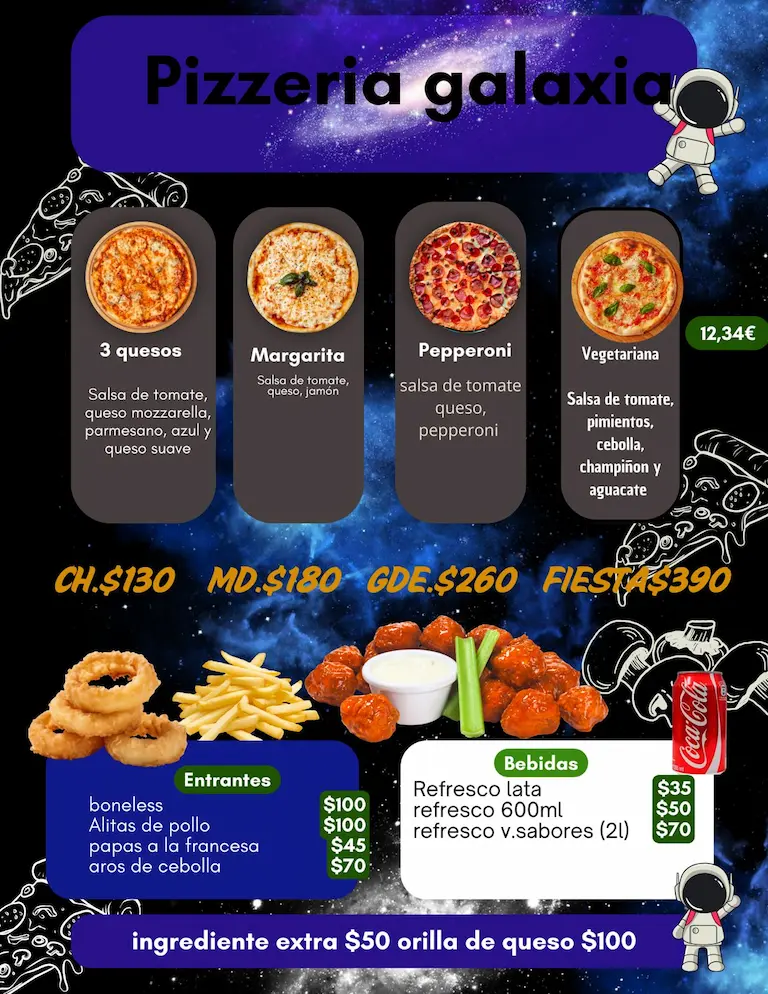 Pizzeria galaxia
3 quesos
Salsa de tomate,
queso mozzarella,
parmesano, azul y
queso suave
Margarita
Salsa de tomate,
queso, jamón
Pepperoni
salsa de tomate
queso,
pepperoni
Vegetariana
Salsa de tomate,
pimientos,
cebolla,
champiñon y
aguacate
12,34€
CH.$130 MD.$180 GDE.$260 FIESTA$390
Entrantes
boneless $100
Alitas de pollo $100
papas a la francesa $45
aros de cebolla $70
Bebidas
Refresco lata $35
refresco 600ml $50
refresco v.sabores (2l) $70
Coca-Cola
ingrediente extra $50 orilla de queso $100